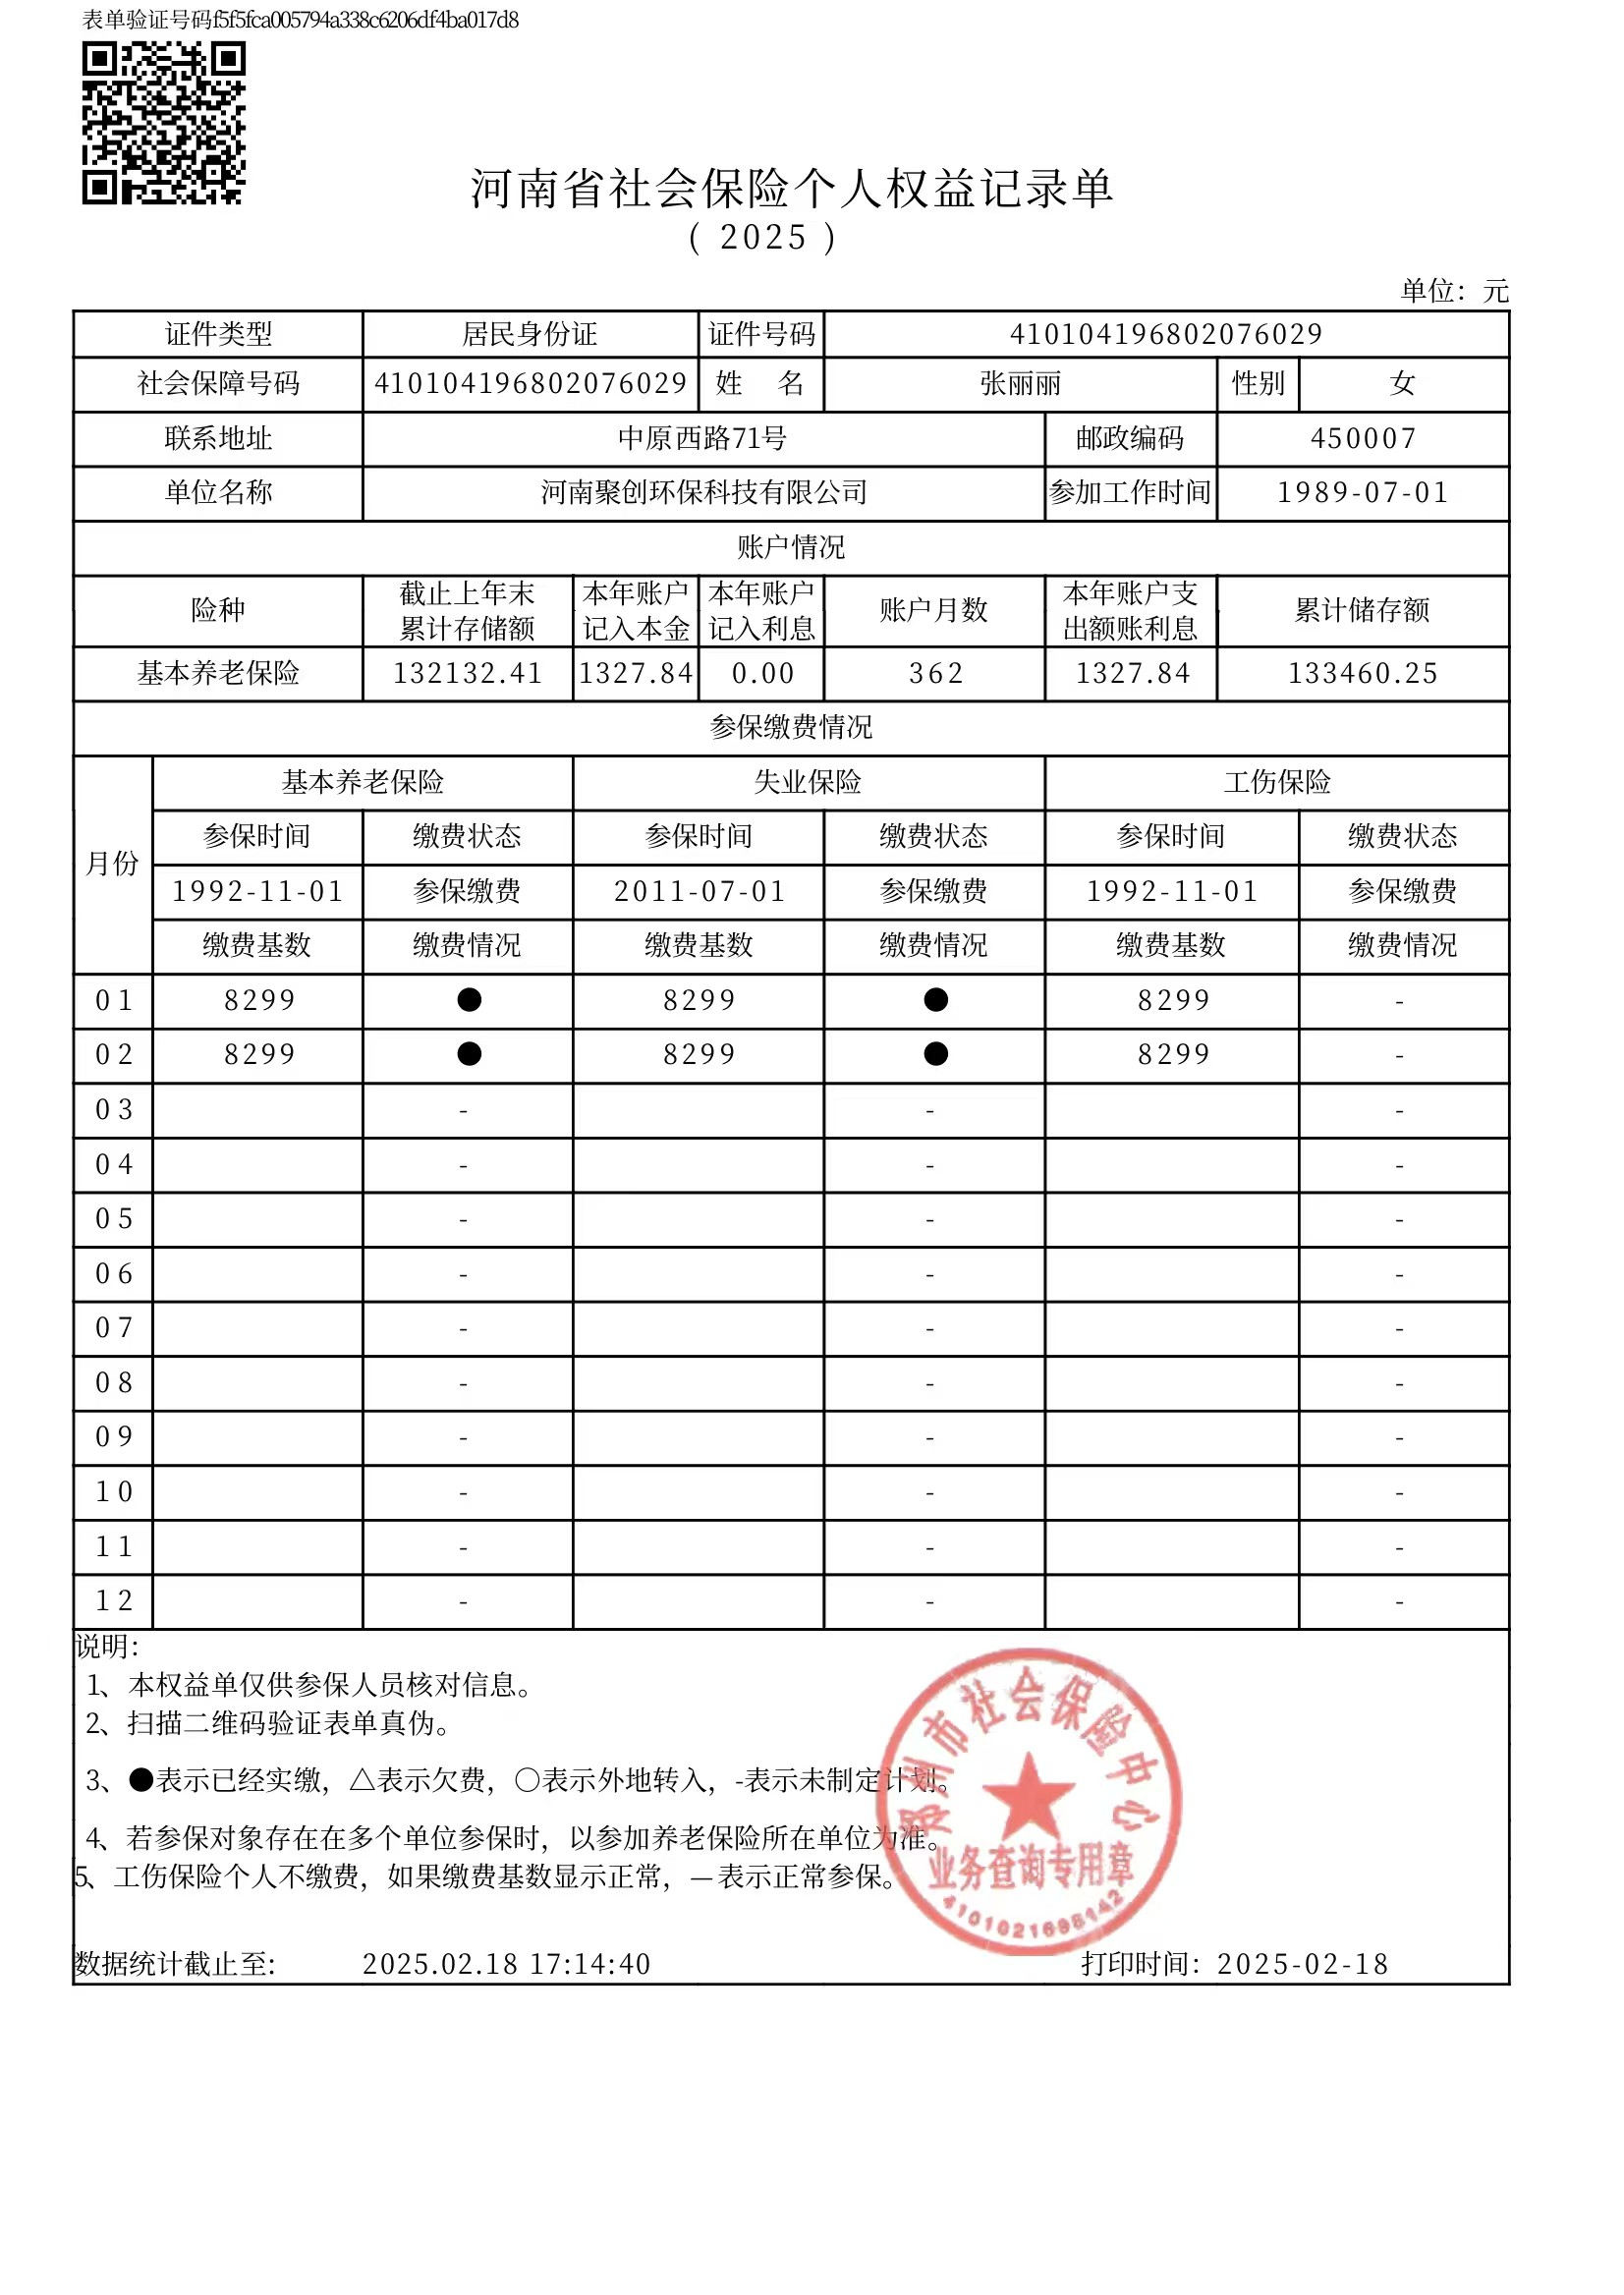 表单验证号码f5f5fca005794a338c6206df4ba017d8
河南省社会保险个人权益记录单
( 2025 )
单位：元
证件类型 居民身份证 证件号码 410104196802076029
社会保障号码 410104196802076029 姓 名 张丽丽 性别 女
联系地址 中原西路71号 邮政编码 450007
单位名称 河南聚创环保科技有限公司 参加工作时间 1989-07-01
账户情况
险种 截止上年末累计存储额 本年账户记入本金 本年账户记入利息 账户月数 本年账户支出额账利息 累计储存额
基本养老保险 132132.41 1327.84 0.00 362 1327.84 133460.25
参保缴费情况
月份 基本养老保险 失业保险 工伤保险
参保时间 缴费状态 参保时间 缴费状态 参保时间 缴费状态
1992-11-01 参保缴费 2011-07-01 参保缴费 1992-11-01 参保缴费
缴费基数 缴费情况 缴费基数 缴费情况 缴费基数 缴费情况
01 8299 ● 8299 ● 8299 -
02 8299 ● 8299 ● 8299 -
03 - - -
04 - - -
05 - - -
06 - - -
07 - - -
08 - - -
09 - - -
10 - - -
11 - - -
12 - - -
说明：
1、本权益单仅供参保人员核对信息。
2、扫描二维码验证表单真伪。
3、●表示已经实缴，△表示欠费，○表示外地转入，-表示未制定计划。
4、若参保对象存在在多个单位参保时，以参加养老保险所在单位为准。
5、工伤保险个人不缴费，如果缴费基数显示正常，—表示正常参保。
数据统计截止至： 2025.02.18 17:14:40 打印时间：2025-02-18
郑州市社会保险中心
业务查询专用章